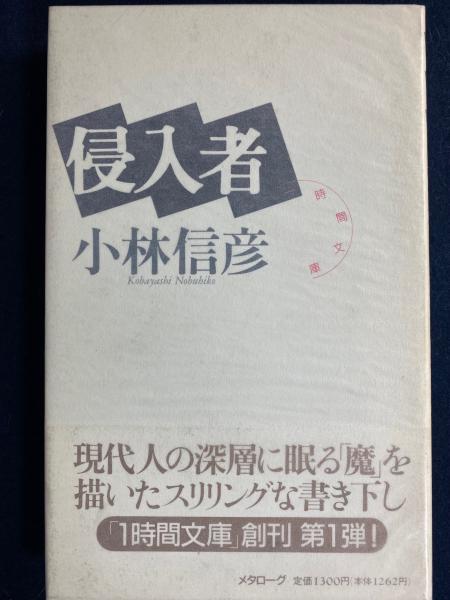 侵入者
時間文庫
小林信彦
Kobayashi Nobuhiko
現代人の深層に眠る「魔」を
描いたスリリングな書き下し
「1時間文庫」創刊 第1弾!
メタローグ 定価1300円(本体1262円)